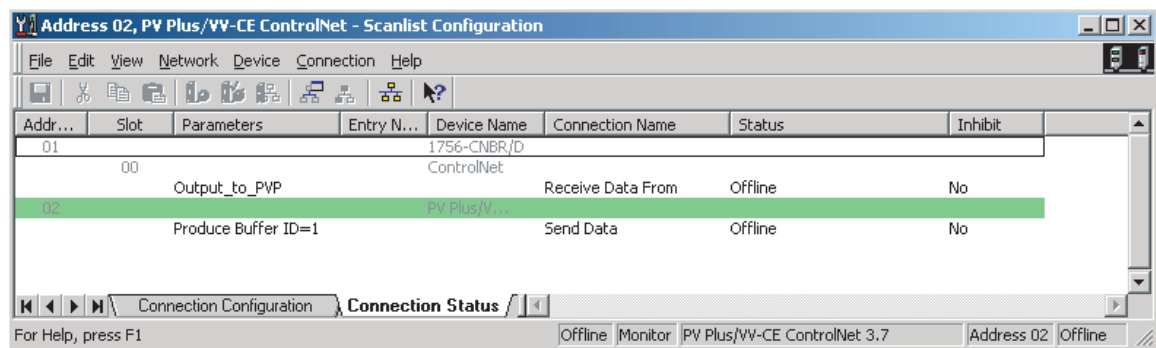 Address 02, PV Plus/VV-CE ControlNet - Scanlist Configuration
File Edit View Network Device Connection Help
Addr... Slot Parameters Entry N... Device Name Connection Name Status Inhibit
01 1756-CNBR/D
00 ControlNet
Output_to_PVP Receive Data From Offline No
02 PV Plus/V...
Produce Buffer ID=1 Send Data Offline No
Connection Configuration Connection Status
For Help, press F1 Offline Monitor PV Plus/VV-CE ControlNet 3.7 Address 02 Offline